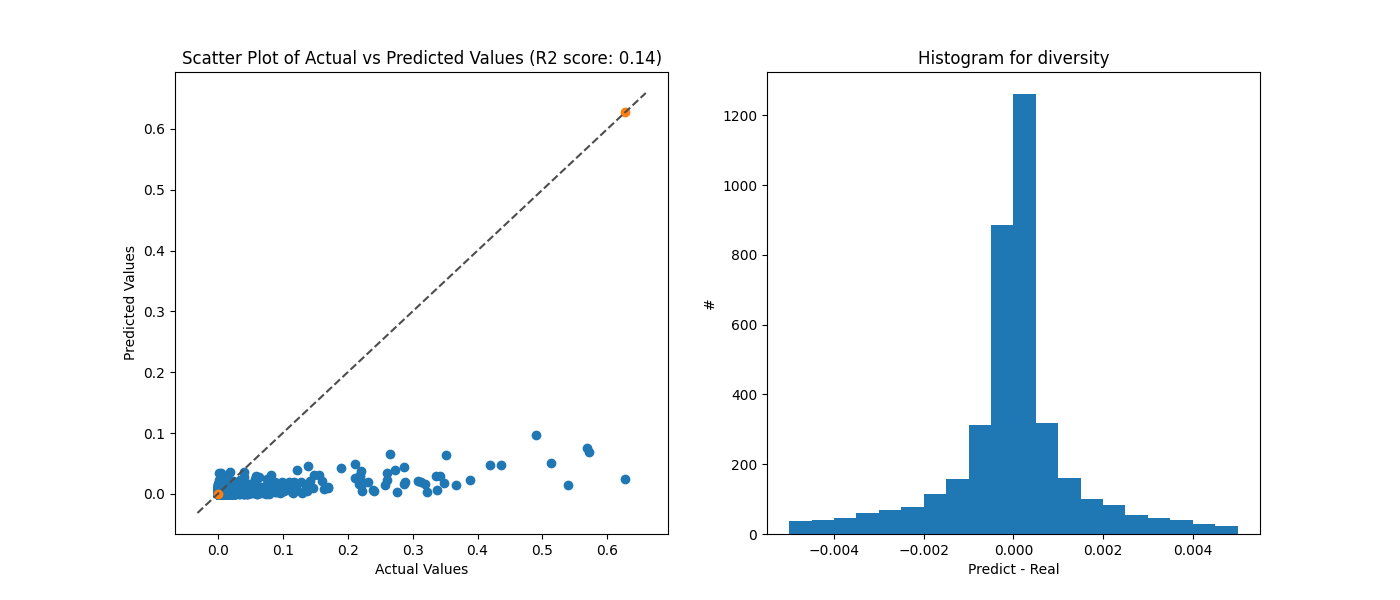 Scatter Plot of Actual vs Predicted Values (R2 score: 0.14)
Predicted Values
0.6
0.5
0.4
0.3
0.2
0.1
0.0
0.0 0.1 0.2 0.3 0.4 0.5 0.6
Actual Values
Histogram for diversity
#
1200
1000
800
600
400
200
0
−0.004 −0.002 0.000 0.002 0.004
Predict - Real